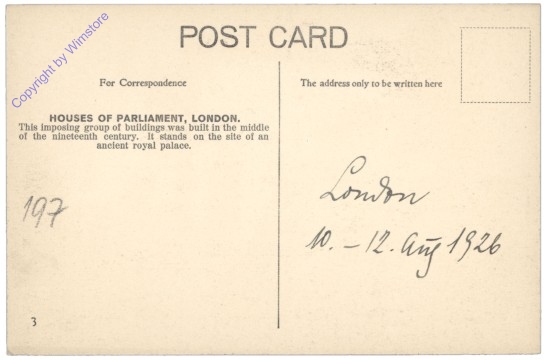 POST CARD
Copyright by Wimstore
For Correspondence
The address only to be written here
HOUSES OF PARLIAMENT, LONDON.
This imposing group of buildings was built in the middle
of the nineteenth century. It stands on the site of an
ancient royal palace.
197
3
London
10. – 12. Aug 1926